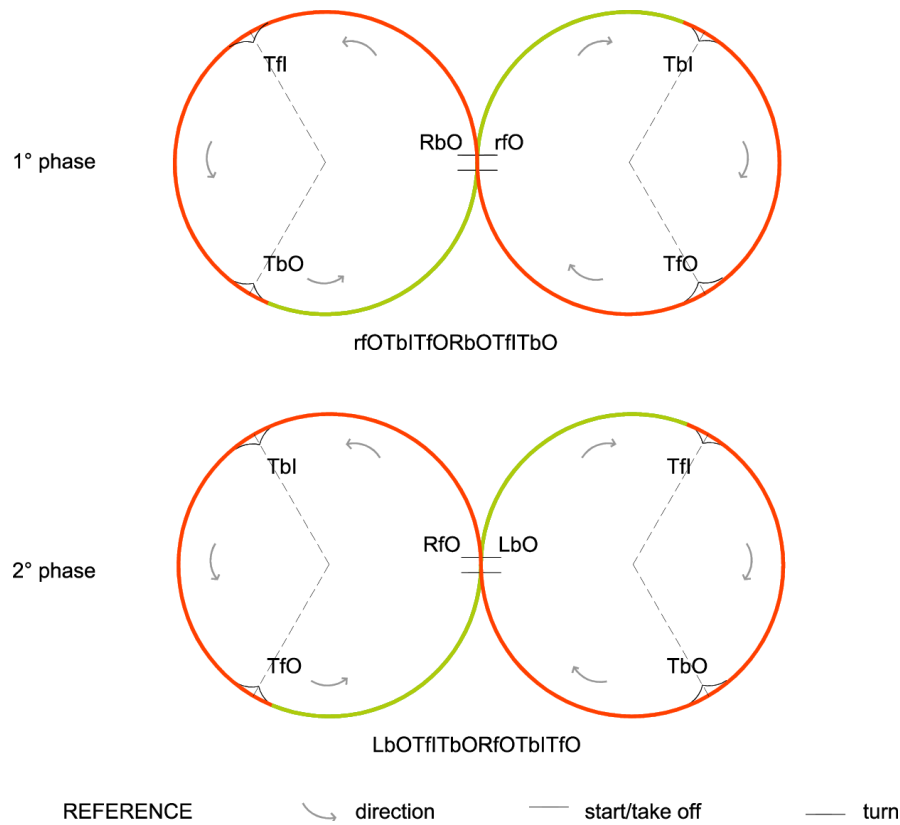 TfI
TbI
RbO rfO
1° phase
TbO
TfO
rfOTbITfORbOTfITbO
TbI
TfI
RfO LbO
2° phase
TfO
TbO
LbOTfITbORfOTbITfO
REFERENCE direction start/take off turn